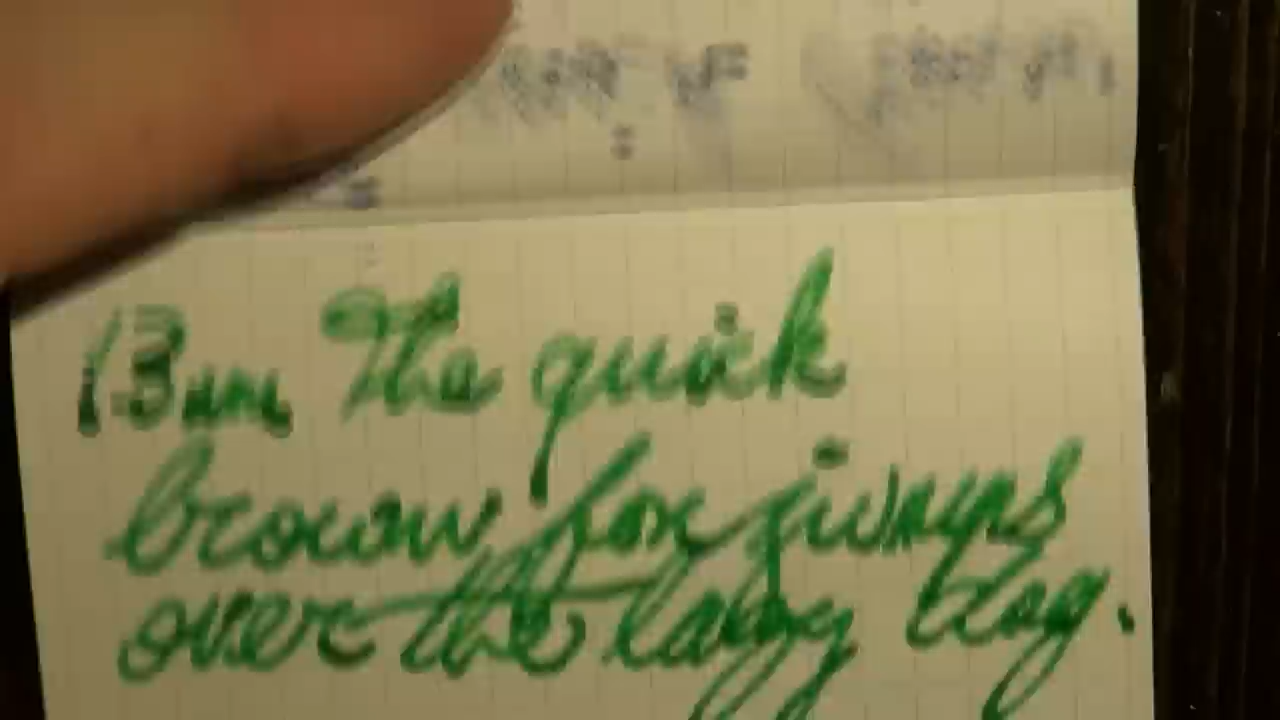 13mm The quick
brown fox jumps
over the lazy dog.